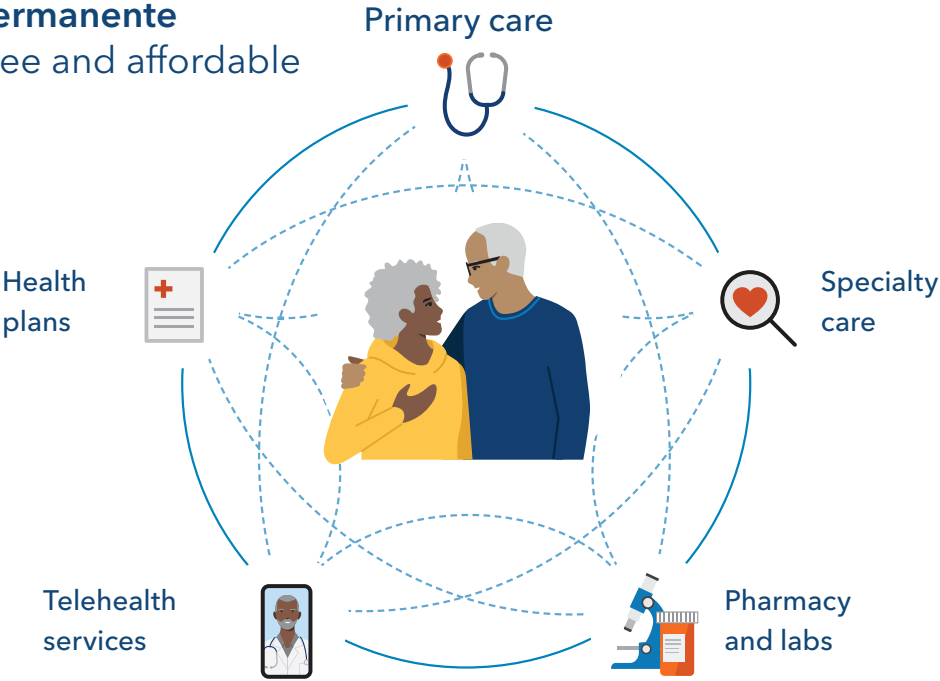 ermanente
ee and affordable
Primary care
Health
plans
Specialty
care
Telehealth
services
Pharmacy
and labs